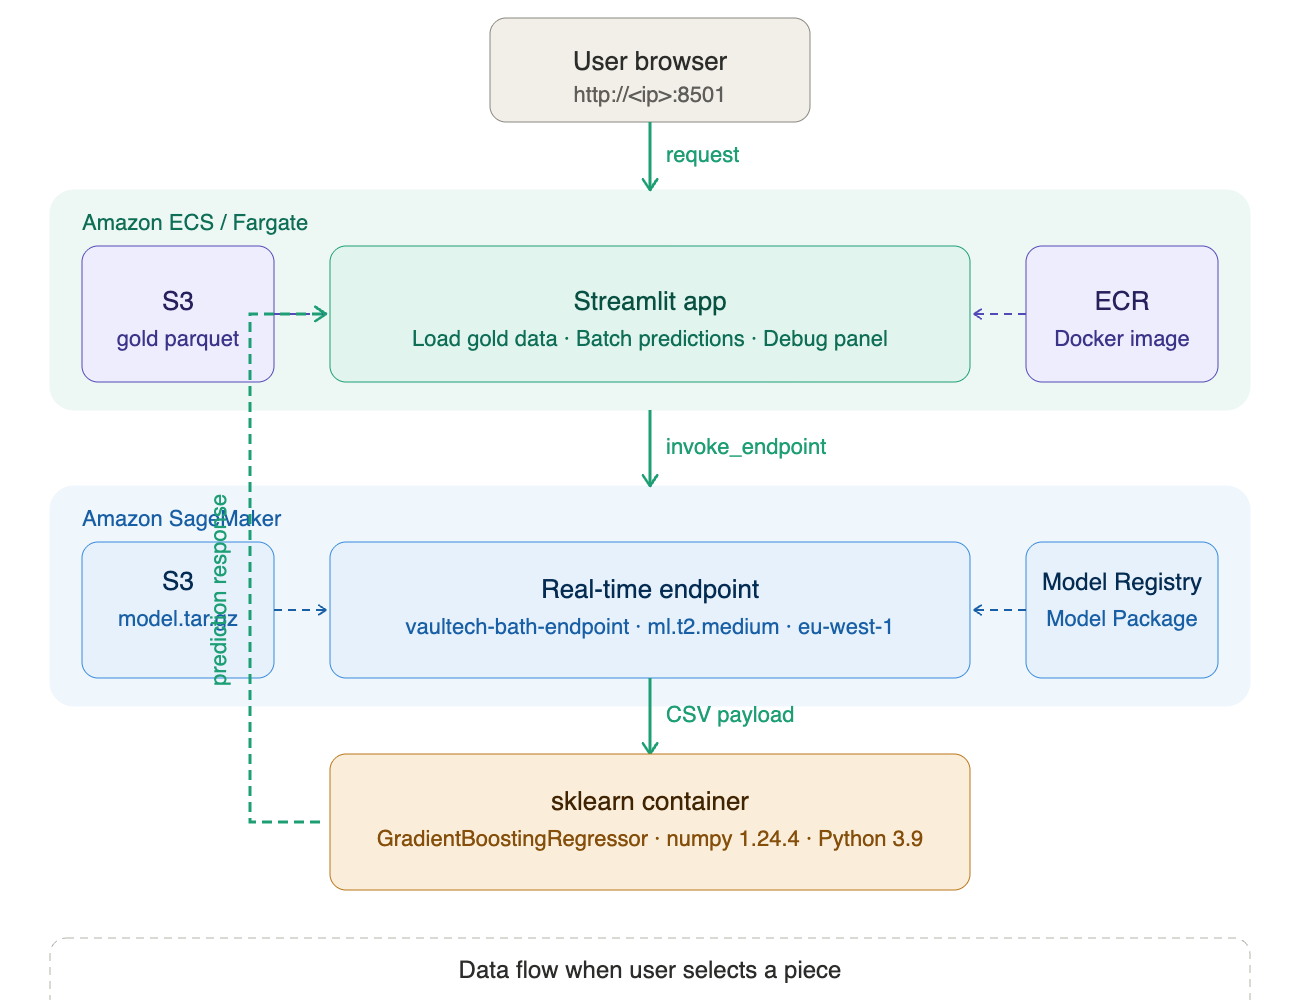 User browser
http://<ip>:8501
request
Amazon ECS / Fargate
S3
gold parquet
Streamlit app
Load gold data · Batch predictions · Debug panel
ECR
Docker image
invoke_endpoint
Amazon SageMaker
S3
model.tar.gz
prediction response
Real-time endpoint
vaultech-bath-endpoint · ml.t2.medium · eu-west-1
Model Registry
Model Package
CSV payload
sklearn container
GradientBoostingRegressor · numpy 1.24.4 · Python 3.9
Data flow when user selects a piece